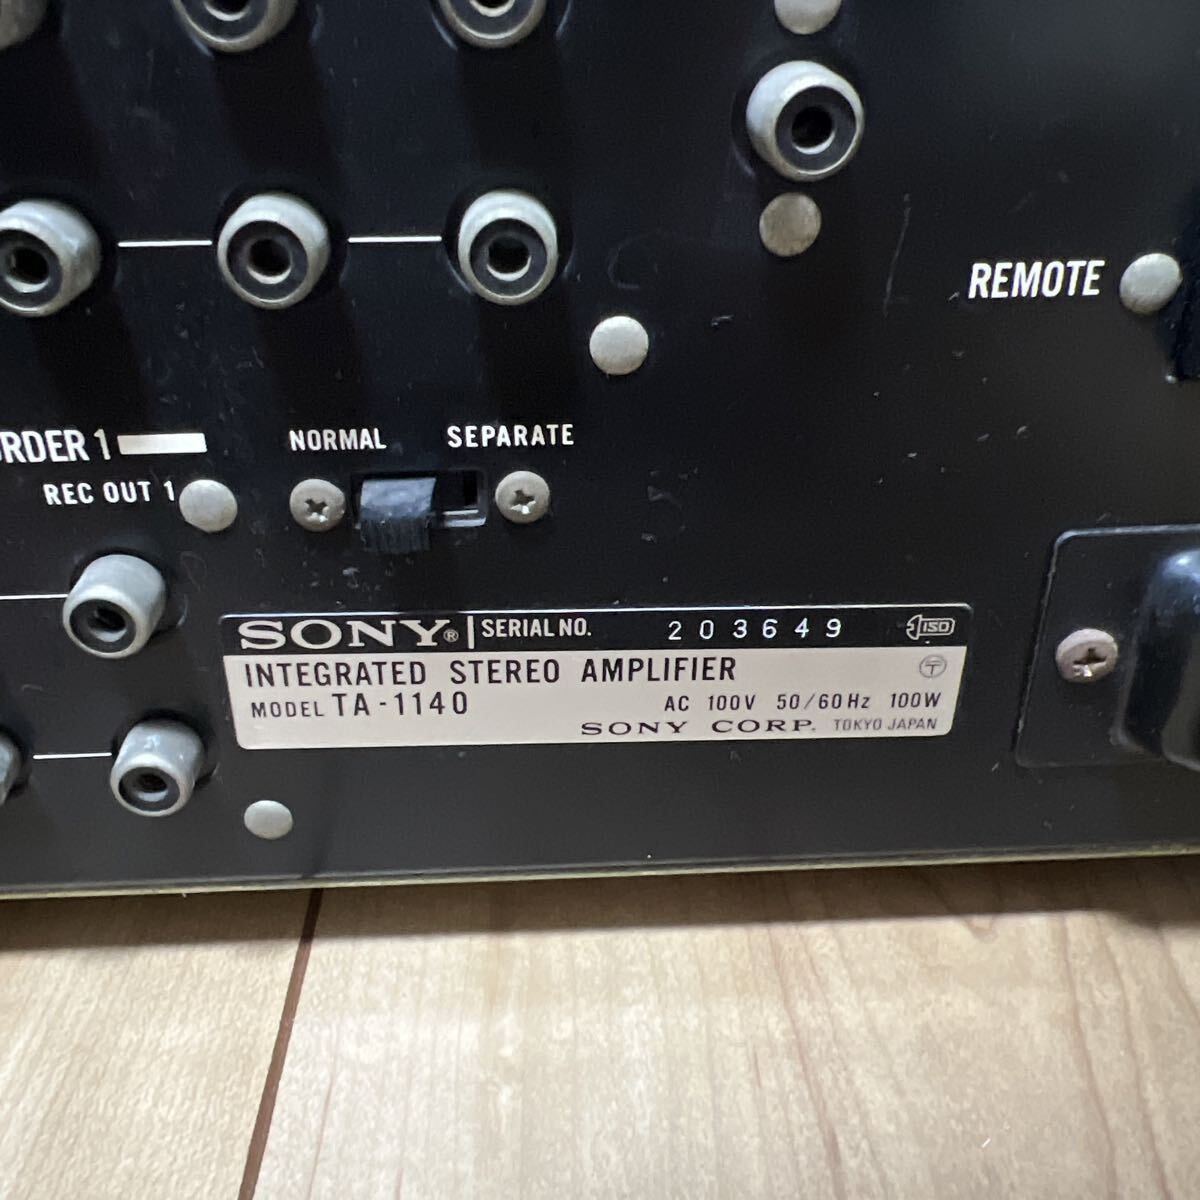 REMOTE
NORMAL SEPARATE
RDER 1
REC OUT 1
SONY® SERIAL NO. 203649 JISO
INTEGRATED STEREO AMPLIFIER 〒
MODEL TA-1140 AC 100V 50/60Hz 100W
SONY CORP. TOKYO JAPAN